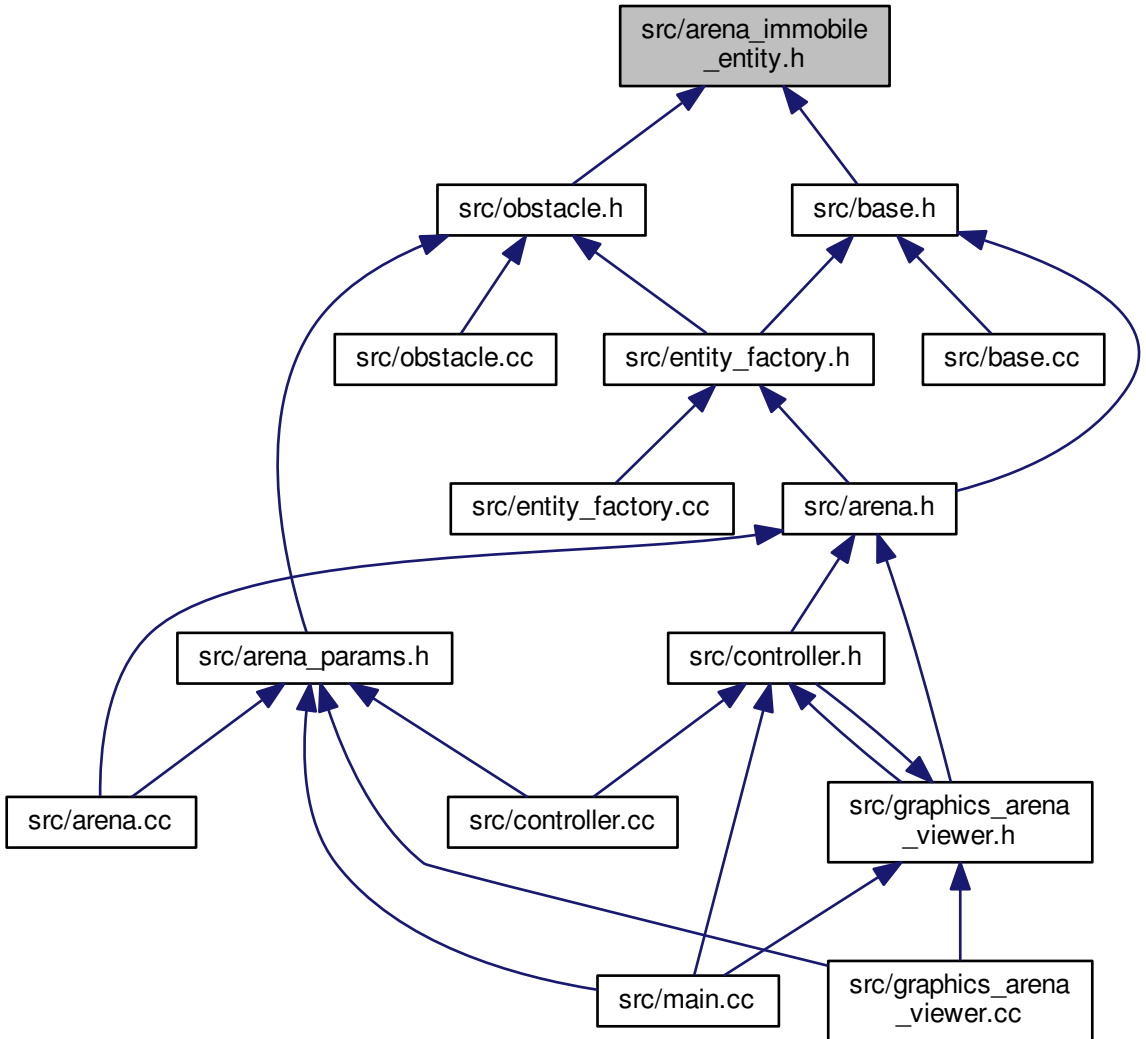 src/arena_immobile
_entity.h
src/obstacle.h
src/base.h
src/obstacle.cc
src/entity_factory.h
src/base.cc
src/entity_factory.cc
src/arena.h
src/arena_params.h
src/controller.h
src/arena.cc
src/controller.cc
src/graphics_arena
_viewer.h
src/main.cc
src/graphics_arena
_viewer.cc